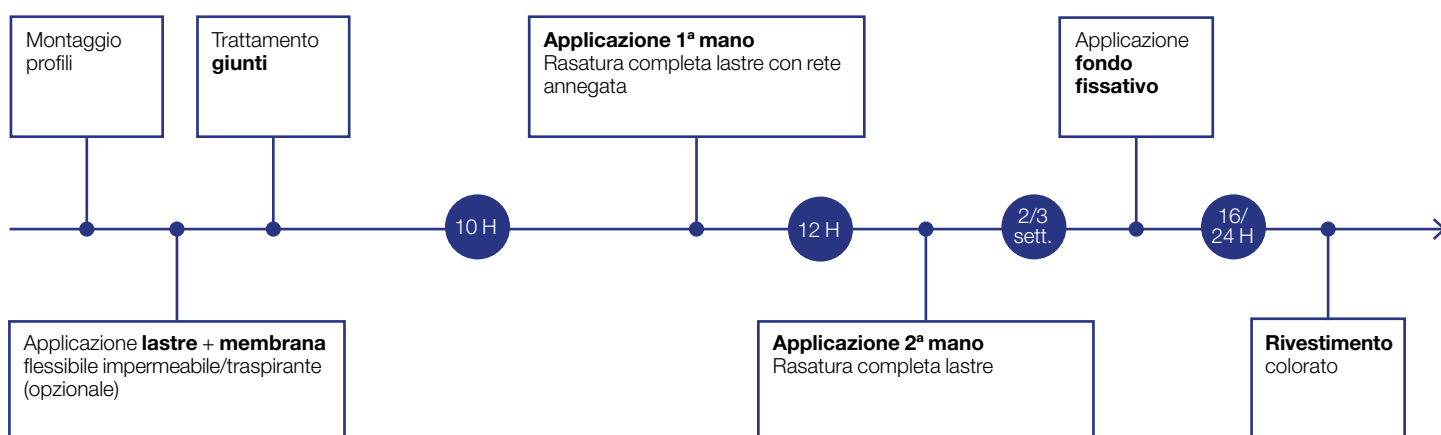 Montaggio
profili
Trattamento
giunti
Applicazione 1ª mano
Rasatura completa lastre con rete
annegata
Applicazione
fondo
fissativo
10 H
12 H
2/3
sett.
16/
24 H
Applicazione lastre + membrana
flessibile impermeabile/traspirante
(opzionale)
Applicazione 2ª mano
Rasatura completa lastre
Rivestimento
colorato